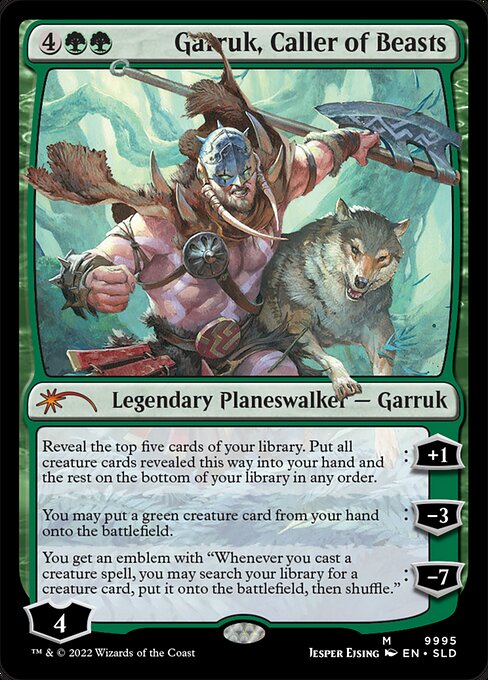 4 Garruk, Caller of Beasts
Legendary Planeswalker — Garruk
Reveal the top five cards of your library. Put all
creature cards revealed this way into your hand and
the rest on the bottom of your library in any order.
: +1
You may put a green creature card from your hand
onto the battlefield.
: −3
You get an emblem with “Whenever you cast a
creature spell, you may search your library for a
creature card, put it onto the battlefield, then shuffle.”
: −7
4
M 9995
™ & © 2022 Wizards of the Coast
Jesper Ejsing EN • SLD